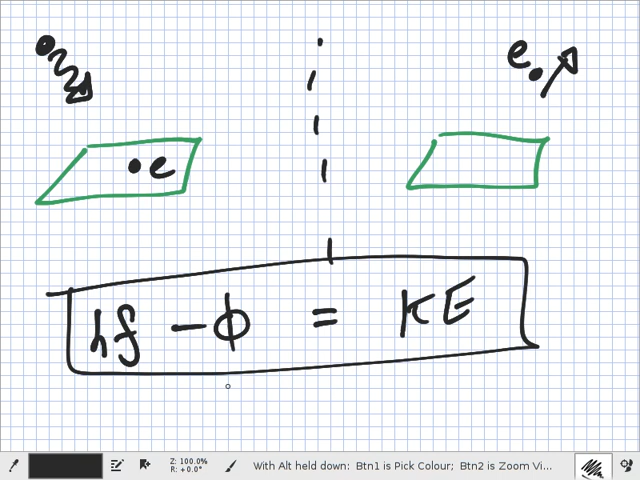 e
e
hf - ϕ = KE
Z: 100.0%
R: +0.0°
With Alt held down: Btn1 is Pick Colour; Btn2 is Zoom Vi...